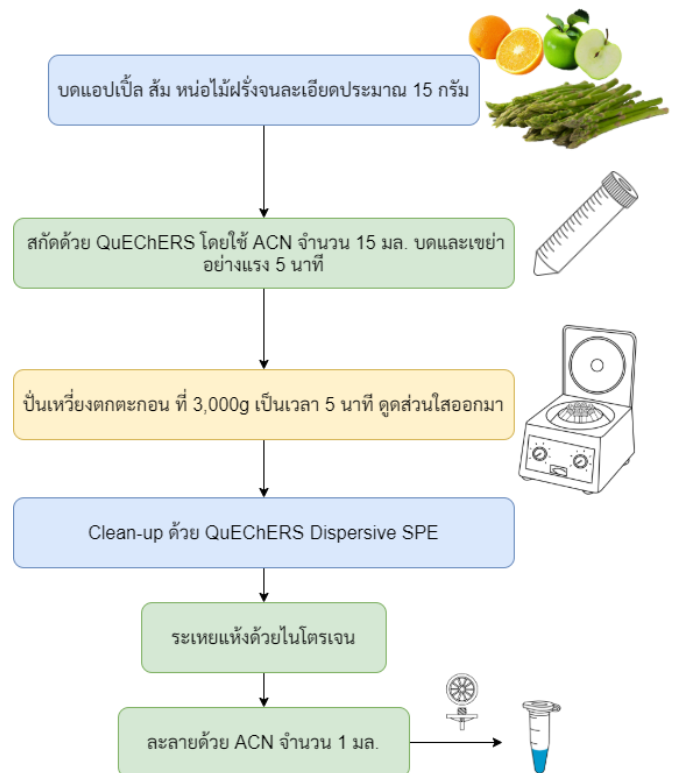 บดแอปเปิ้ล ส้ม หน่อไม้ฝรั่งจนละเอียดประมาณ 15 กรัม
สกัดด้วย QuEChERS โดยใช้ ACN จำนวน 15 มล. บดและเขย่า
อย่างแรง 5 นาที
ปั่นเหวี่ยงตกตะกอน ที่ 3,000g เป็นเวลา 5 นาที ดูดส่วนใสออกมา
Clean-up ด้วย QuEChERS Dispersive SPE
ระเหยแห้งด้วยไนโตรเจน
ละลายด้วย ACN จำนวน 1 มล.